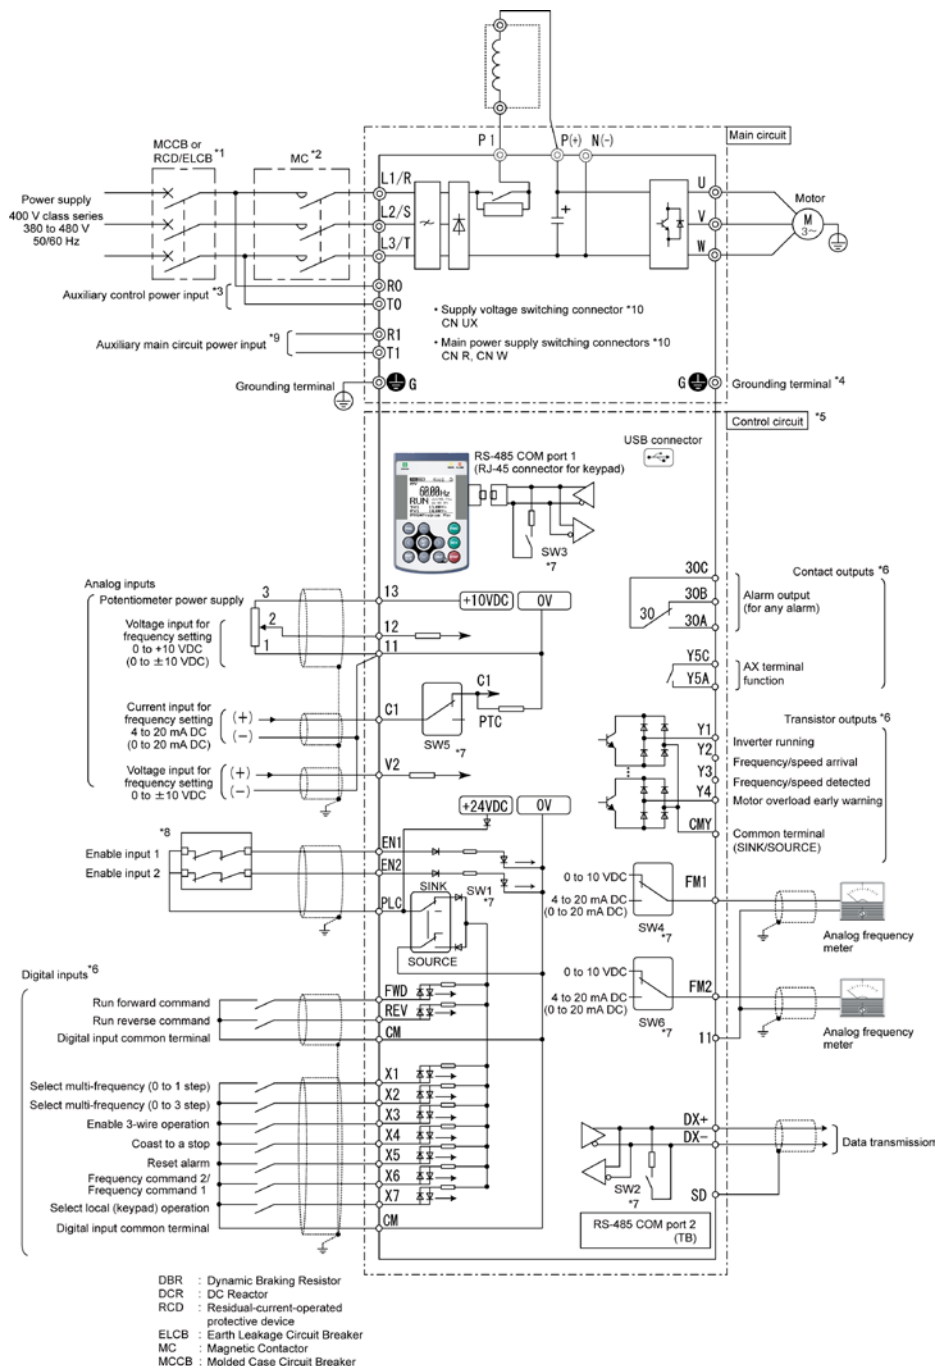 P1
P(+)
N(-)
Main circuit
MCCB or
RCD/ELCB *1
MC *2
Power supply
400 V class series
380 to 480 V
50/60 Hz
L1/R
L2/S
L3/T
+
U
V
W
Motor
M
3~
Auxiliary control power input *3
R0
T0
Auxiliary main circuit power input *9
R1
T1
• Supply voltage switching connector *10
CN UX
• Main power supply switching connectors *10
CN R, CN W
Grounding terminal
G
G
Grounding terminal *4
Control circuit *5
USB connector
RS-485 COM port 1
(RJ-45 connector for keypad)
RUN
SW3
*7
Analog inputs
Potentiometer power supply
Voltage input for
frequency setting
0 to +10 VDC
(0 to ±10 VDC)
3
2
1
13
12
11
+10VDC
0V
Current input for
frequency setting
4 to 20 mA DC
(0 to 20 mA DC)
(+)
(−)
C1
C1
PTC
SW5
*7
Voltage input for
frequency setting
0 to ±10 VDC
(+)
(−)
V2
30C
30B
30A
30
Contact outputs *6
Alarm output
(for any alarm)
Y5C
Y5A
AX terminal
function
Transistor outputs *6
Y1
Y2
Y3
Y4
CMY
Inverter running
Frequency/speed arrival
Frequency/speed detected
Motor overload early warning
Common terminal
(SINK/SOURCE)
*8
Enable input 1
Enable input 2
EN1
EN2
PLC
+24VDC
0V
SINK
SW1
*7
SOURCE
0 to 10 VDC
4 to 20 mA DC
(0 to 20 mA DC)
SW4
*7
FM1
Analog frequency
meter
0 to 10 VDC
4 to 20 mA DC
(0 to 20 mA DC)
SW6
*7
FM2
11
Analog frequency
meter
Digital inputs *6
Run forward command
Run reverse command
Digital input common terminal
FWD
REV
CM
Select multi-frequency (0 to 1 step)
Select multi-frequency (0 to 3 step)
Enable 3-wire operation
Coast to a stop
Reset alarm
Frequency command 2/
Frequency command 1
Select local (keypad) operation
Digital input common terminal
X1
X2
X3
X4
X5
X6
X7
CM
DX+
DX-
SD
SW2
*7
Data transmission
RS-485 COM port 2
(TB)
DBR : Dynamic Braking Resistor
DCR : DC Reactor
RCD : Residual-current-operated
protective device
ELCB : Earth Leakage Circuit Breaker
MC : Magnetic Contactor
MCCB : Molded Case Circuit Breaker